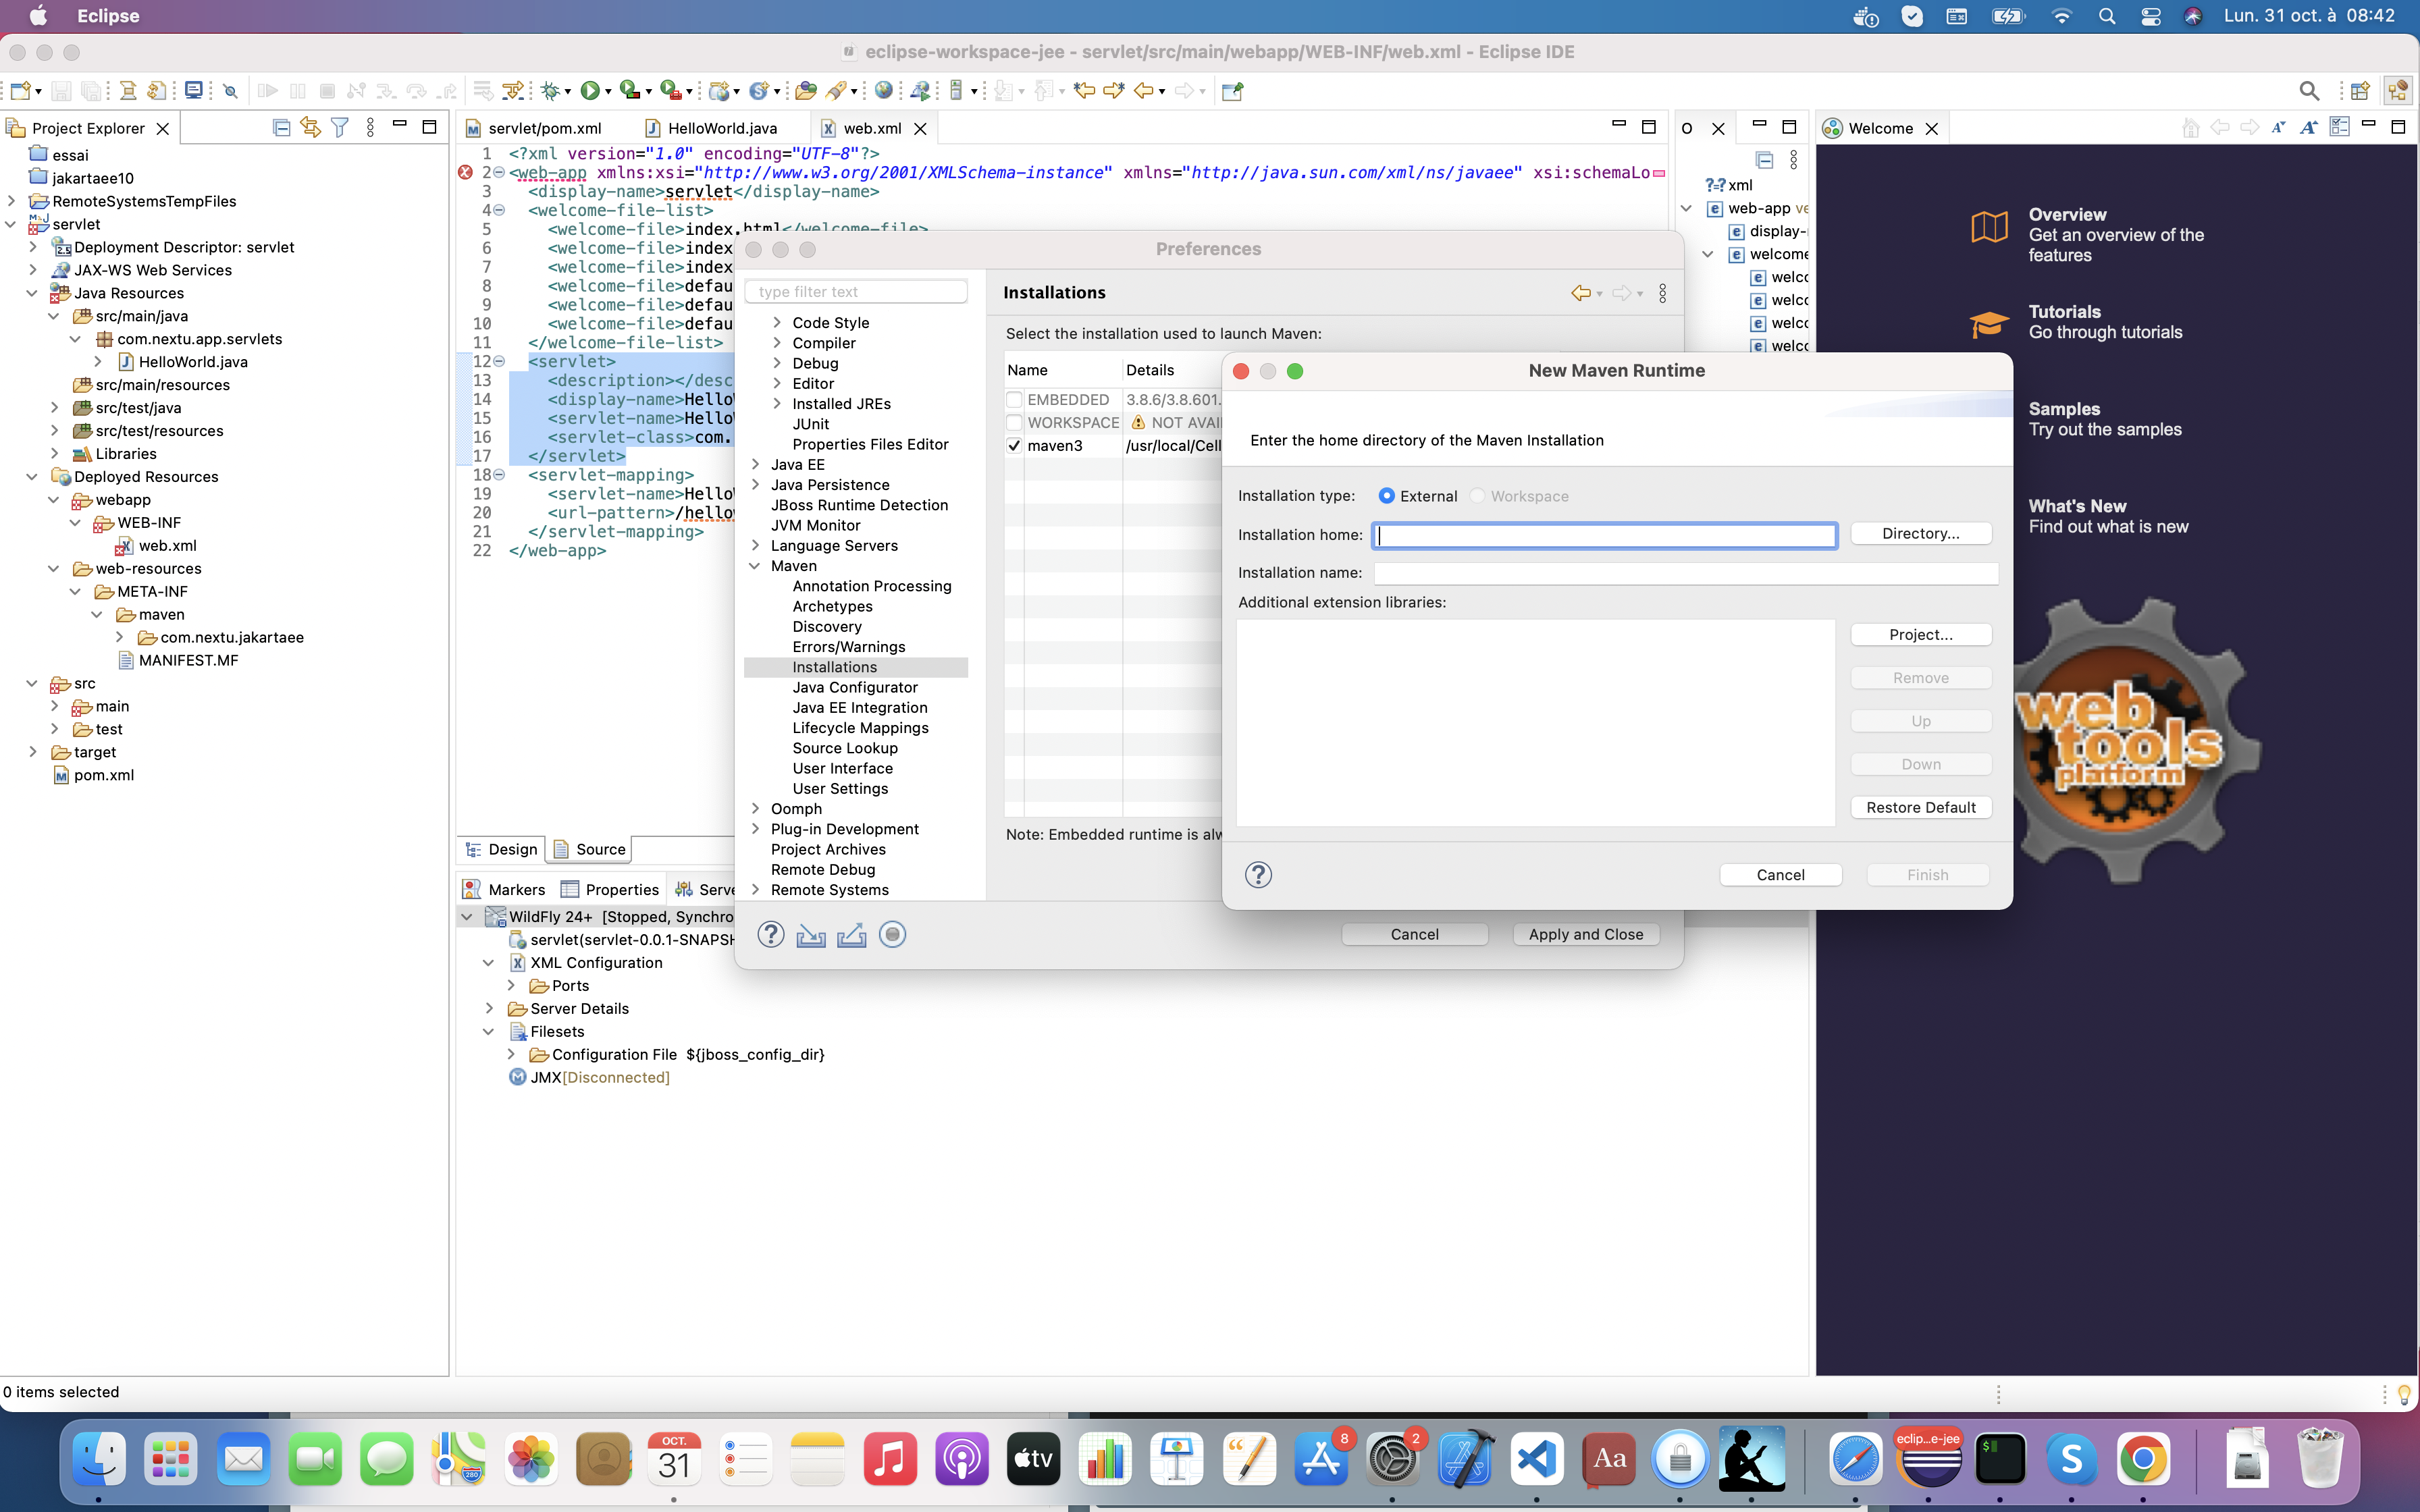 Eclipse
Lun. 31 oct. à 08:42
eclipse-workspace-jee - servlet/src/main/webapp/WEB-INF/web.xml - Eclipse IDE
Project Explorer
essai
jakartaee10
RemoteSystemsTempFiles
servlet
Deployment Descriptor: servlet
JAX-WS Web Services
Java Resources
src/main/java
com.nextu.app.servlets
HelloWorld.java
src/main/resources
src/test/java
src/test/resources
Libraries
Deployed Resources
webapp
WEB-INF
web.xml
web-resources
META-INF
maven
com.nextu.jakartaee
MANIFEST.MF
src
main
test
target
pom.xml
0 items selected
servlet/pom.xml
HelloWorld.java
web.xml
1 <?xml version="1.0" encoding="UTF-8"?>
2 <web-app xmlns:xsi="http://www.w3.org/2001/XMLSchema-instance" xmlns="http://java.sun.com/xml/ns/javaee" xsi:schemaLo
3 <display-name>servlet</display-name>
4 <welcome-file-list>
5 <welcome-file>index.html</welcome-file>
6 <welcome-file>index
7 <welcome-file>index
8 <welcome-file>defau
9 <welcome-file>defau
10 <welcome-file>defau
11 </welcome-file-list>
12 <servlet>
13 <description></desc
14 <display-name>Hello
15 <servlet-name>Hello
16 <servlet-class>com.
17 </servlet>
18 <servlet-mapping>
19 <servlet-name>Hello
20 <url-pattern>/hello
21 </servlet-mapping>
22 </web-app>
Design
Source
Markers
Properties
Serve
WildFly 24+ [Stopped, Synchro
servlet(servlet-0.0.1-SNAPSH
XML Configuration
Ports
Server Details
Filesets
Configuration File ${jboss_config_dir}
JMX[Disconnected]
Preferences
type filter text
Code Style
Compiler
Debug
Editor
Installed JREs
JUnit
Properties Files Editor
Java EE
Java Persistence
JBoss Runtime Detection
JVM Monitor
Language Servers
Maven
Annotation Processing
Archetypes
Discovery
Errors/Warnings
Installations
Java Configurator
Java EE Integration
Lifecycle Mappings
Source Lookup
User Interface
User Settings
Oomph
Plug-in Development
Project Archives
Remote Debug
Remote Systems
Installations
Select the installation used to launch Maven:
Name Details
EMBEDDED 3.8.6/3.8.601.
WORKSPACE NOT AVAI
maven3 /usr/local/Cell
Note: Embedded runtime is alw
Cancel
Apply and Close
New Maven Runtime
Enter the home directory of the Maven Installation
Installation type: External Workspace
Installation home:
Directory...
Installation name:
Additional extension libraries:
Project...
Remove
Up
Down
Restore Default
Cancel
Finish
O
xml
web-app ve
display-
welcome
welc
welc
welc
welc
Welcome
Overview
Get an overview of the
features
Tutorials
Go through tutorials
Samples
Try out the samples
What's New
Find out what is new
web
tools
platform
OCT.
31
280
tv
8
2
Aa
eclip...e-jee
$
S